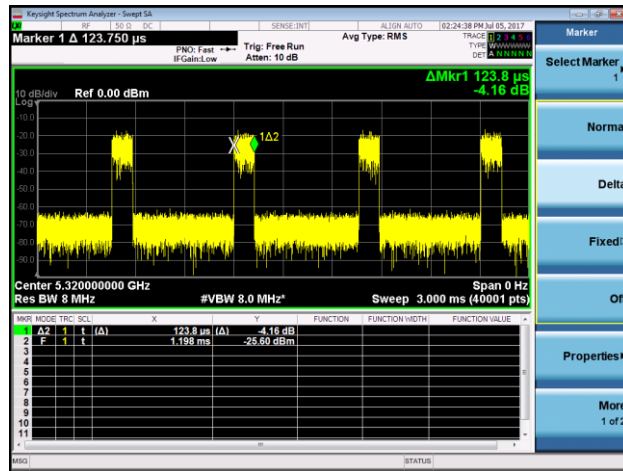 Keysight Spectrum Analyzer - Swept SA
RF 50 Ω DC SENSE:INT ALIGN AUTO 02:24:38 PM Jul 05, 2017
Marker 1 Δ 123.750 µs
PNO: Fast
IFGain:Low
Trig: Free Run
Atten: 10 dB
Avg Type: RMS
TRACE 1 2 3 4 5 6
TYPE WWWWWW
DET A N N N N N
Marker
Select Marker
1
ΔMkr1 123.8 µs
-4.16 dB
10 dB/div Ref 0.00 dBm
Log
-10.0
-20.0
-30.0
-40.0
-50.0
-60.0
-70.0
-80.0
-90.0
1Δ2
Norma
Delta
Fixed
Of
Center 5.320000000 GHz Span 0 Hz
Res BW 8 MHz #VBW 8.0 MHz* Sweep 3.000 ms (40001 pts)
MKR MODE TRC SCL X Y FUNCTION FUNCTION WIDTH FUNCTION VALUE
1 Δ2 1 t (Δ) 123.8 µs (Δ) -4.16 dB
2 F 1 t 1.198 ms -25.60 dBm
3
4
5
6
7
8
9
10
11
Properties
More
1 of 2
MSG STATUS